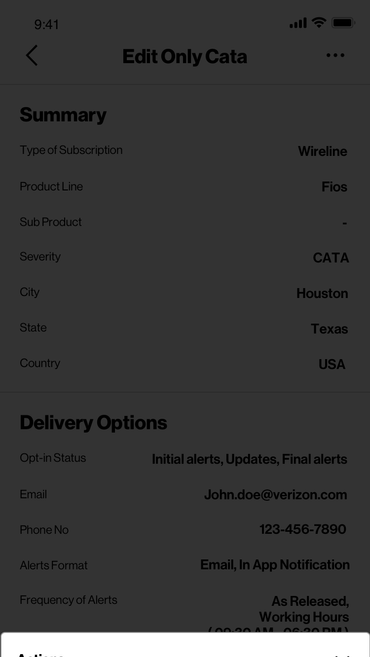 9:41
Edit Only Cata
Summary
Type of Subscription Wireline
Product Line Fios
Sub Product -
Severity CATA
City Houston
State Texas
Country USA
Delivery Options
Opt-in Status Initial alerts, Updates, Final alerts
Email John.doe@verizon.com
Phone No 123-456-7890
Alerts Format Email, In App Notification
Frequency of Alerts As Released,
Working Hours